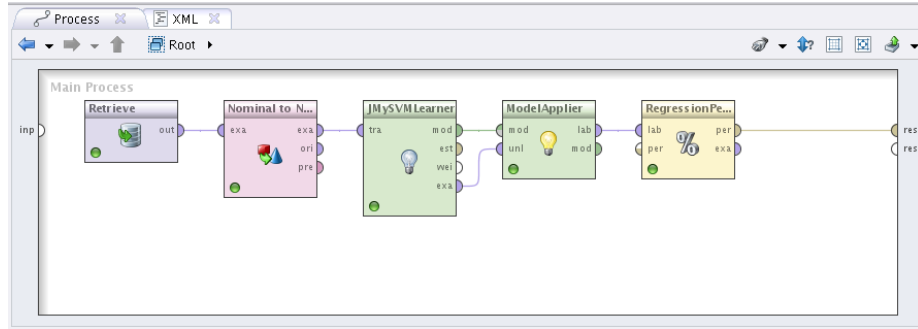 Process XML
Root
Main Process
Retrieve Nominal to N... JMySVMLearner ModelApplier RegressionPe...
inp out exa exa tra mod mod lab lab per res
ori est unl mod per exa res
pre wei
exa